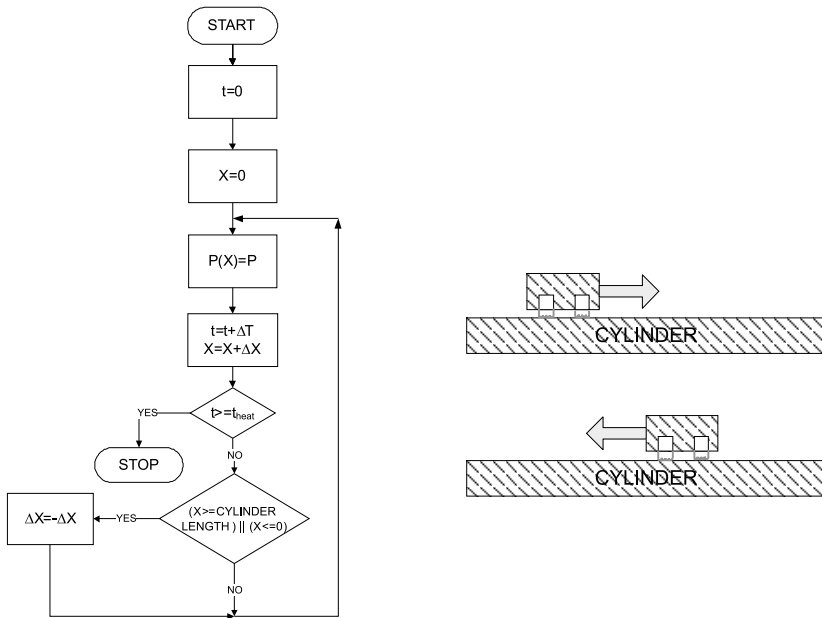 START
t=0
X=0
P(X)=P
t=t+ΔT
X=X+ΔX
t>=theat
YES
STOP
NO
(X>=CYLINDER
LENGTH ) || (X<=0)
YES
ΔX=-ΔX
NO
CYLINDER
CYLINDER